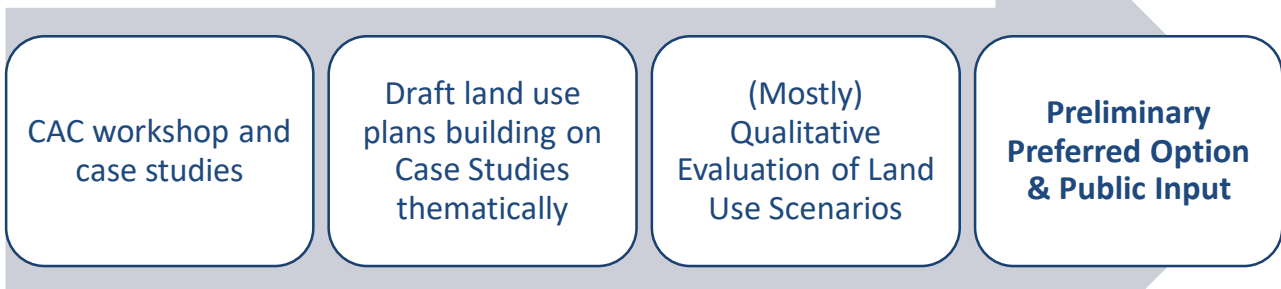 CAC workshop and
case studies
Draft land use
plans building on
Case Studies
thematically
(Mostly)
Qualitative
Evaluation of Land
Use Scenarios
Preliminary
Preferred Option
& Public Input